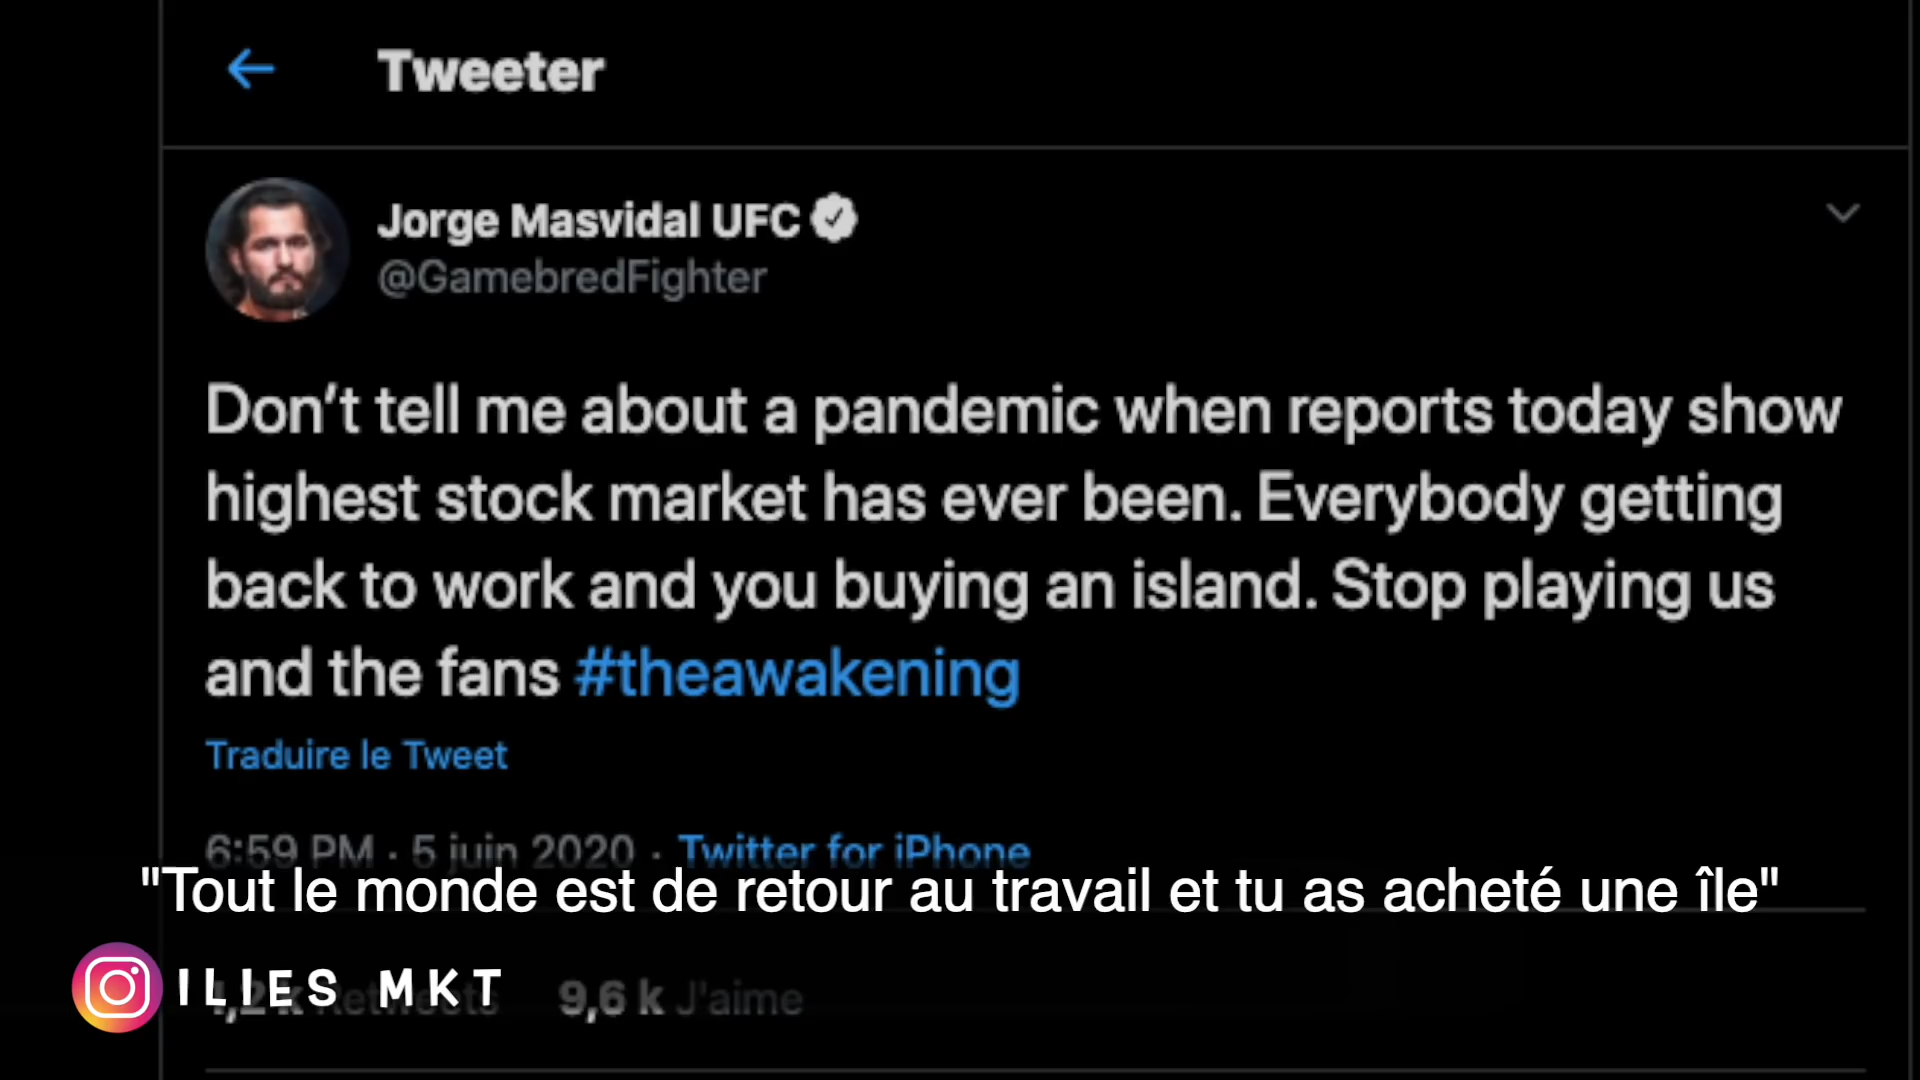 Tweeter
Jorge Masvidal UFC
@GamebredFighter
Don't tell me about a pandemic when reports today show
highest stock market has ever been. Everybody getting
back to work and you buying an island. Stop playing us
and the fans #theawakening
Traduire le Tweet
6:59 PM · 5 juin 2020 · Twitter for iPhone
"Tout le monde est de retour au travail et tu as acheté une île"
ILIES MKT
Retweets 9,6 k J'aime